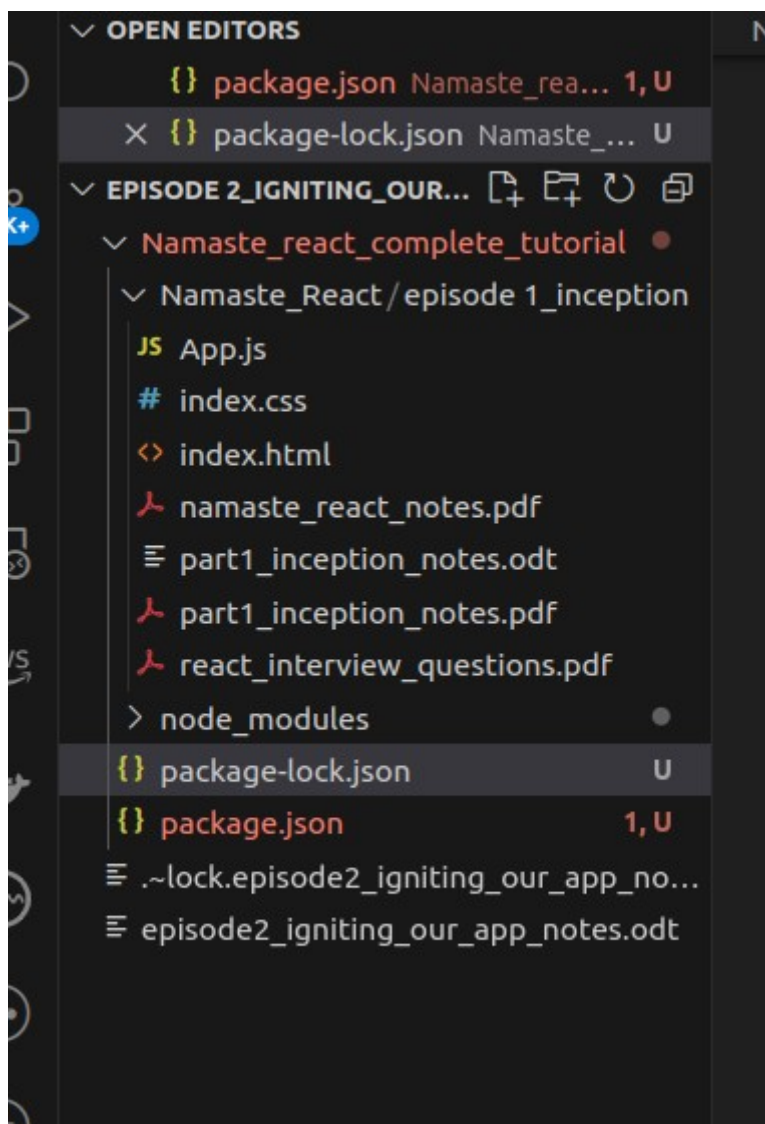 OPEN EDITORS
N
{} package.json Namaste_rea... 1, U
{} package-lock.json Namaste_... U
EPISODE 2_IGNITING_OUR...
K+
Namaste_react_complete_tutorial
Namaste_React/episode 1_inception
JS App.js
# index.css
<> index.html
namaste_react_notes.pdf
part1_inception_notes.odt
part1_inception_notes.pdf
react_interview_questions.pdf
node_modules
{} package-lock.json U
{} package.json 1, U
.~lock.episode2_igniting_our_app_no...
episode2_igniting_our_app_notes.odt